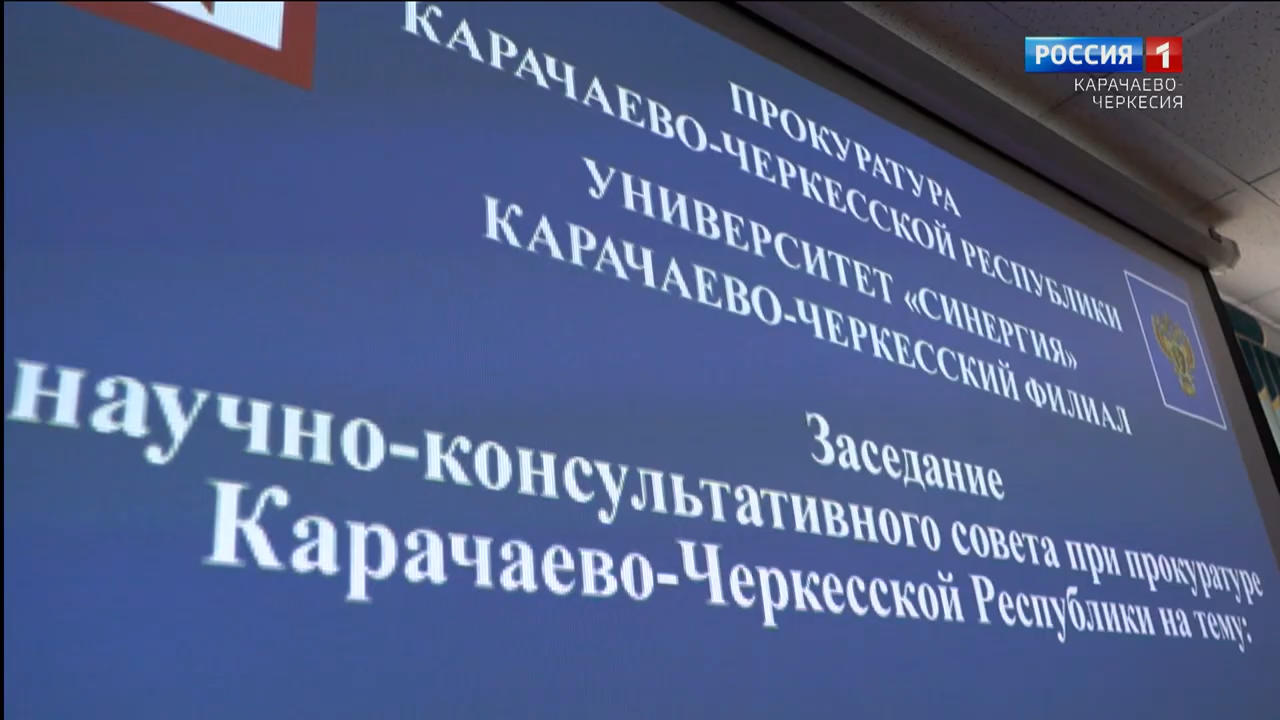 РОССИЯ 1
КАРАЧАЕВО-
ЧЕРКЕСИЯ
ПРОКУРАТУРА
КАРАЧАЕВО-ЧЕРКЕССКОЙ РЕСПУБЛИКИ
УНИВЕРСИТЕТ «СИНЕРГИЯ»
КАРАЧАЕВО-ЧЕРКЕССКИЙ ФИЛИАЛ
Заседание
научно-консультативного совета при прокуратуре
Карачаево-Черкесской Республики на тему: